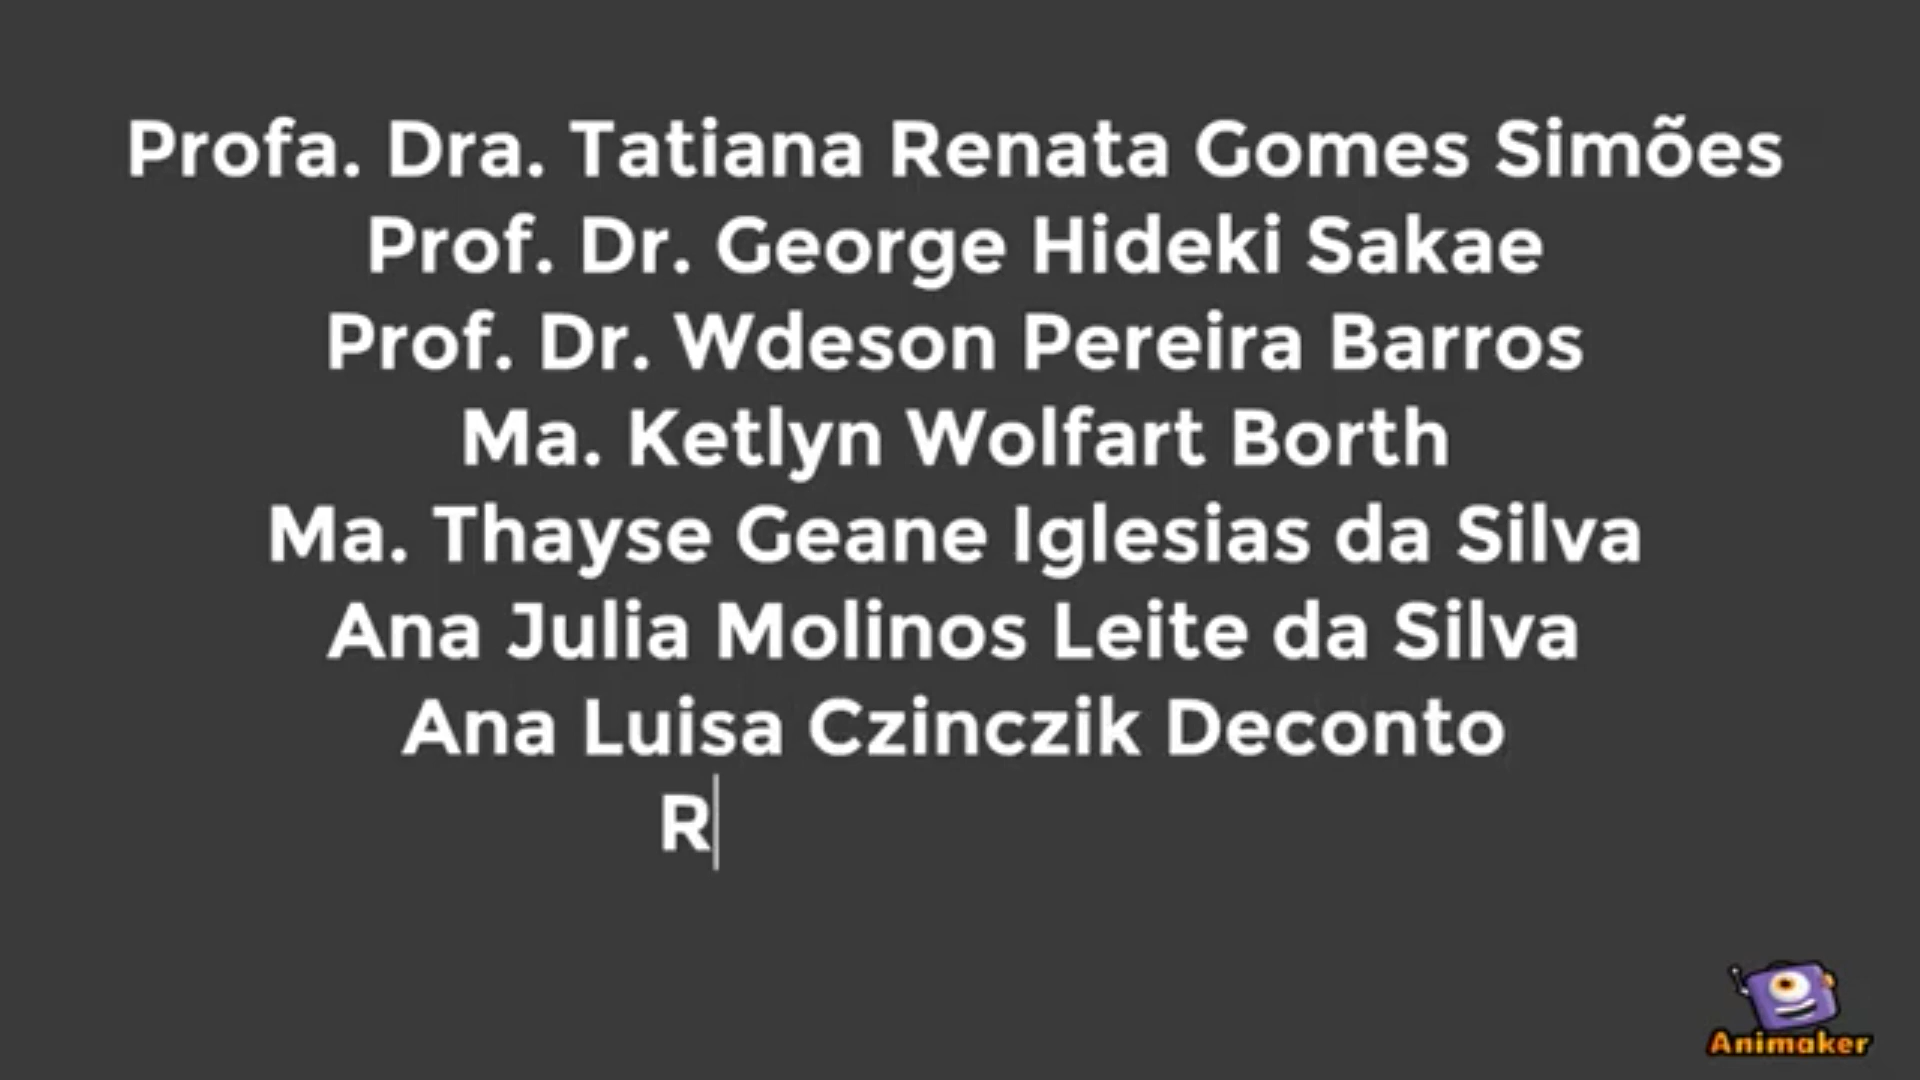 Profa. Dra. Tatiana Renata Gomes Simões
Prof. Dr. George Hideki Sakae
Prof. Dr. Wdeson Pereira Barros
Ma. Ketlyn Wolfart Borth
Ma. Thayse Geane Iglesias da Silva
Ana Julia Molinos Leite da Silva
Ana Luisa Czinczik Deconto
R
Animaker